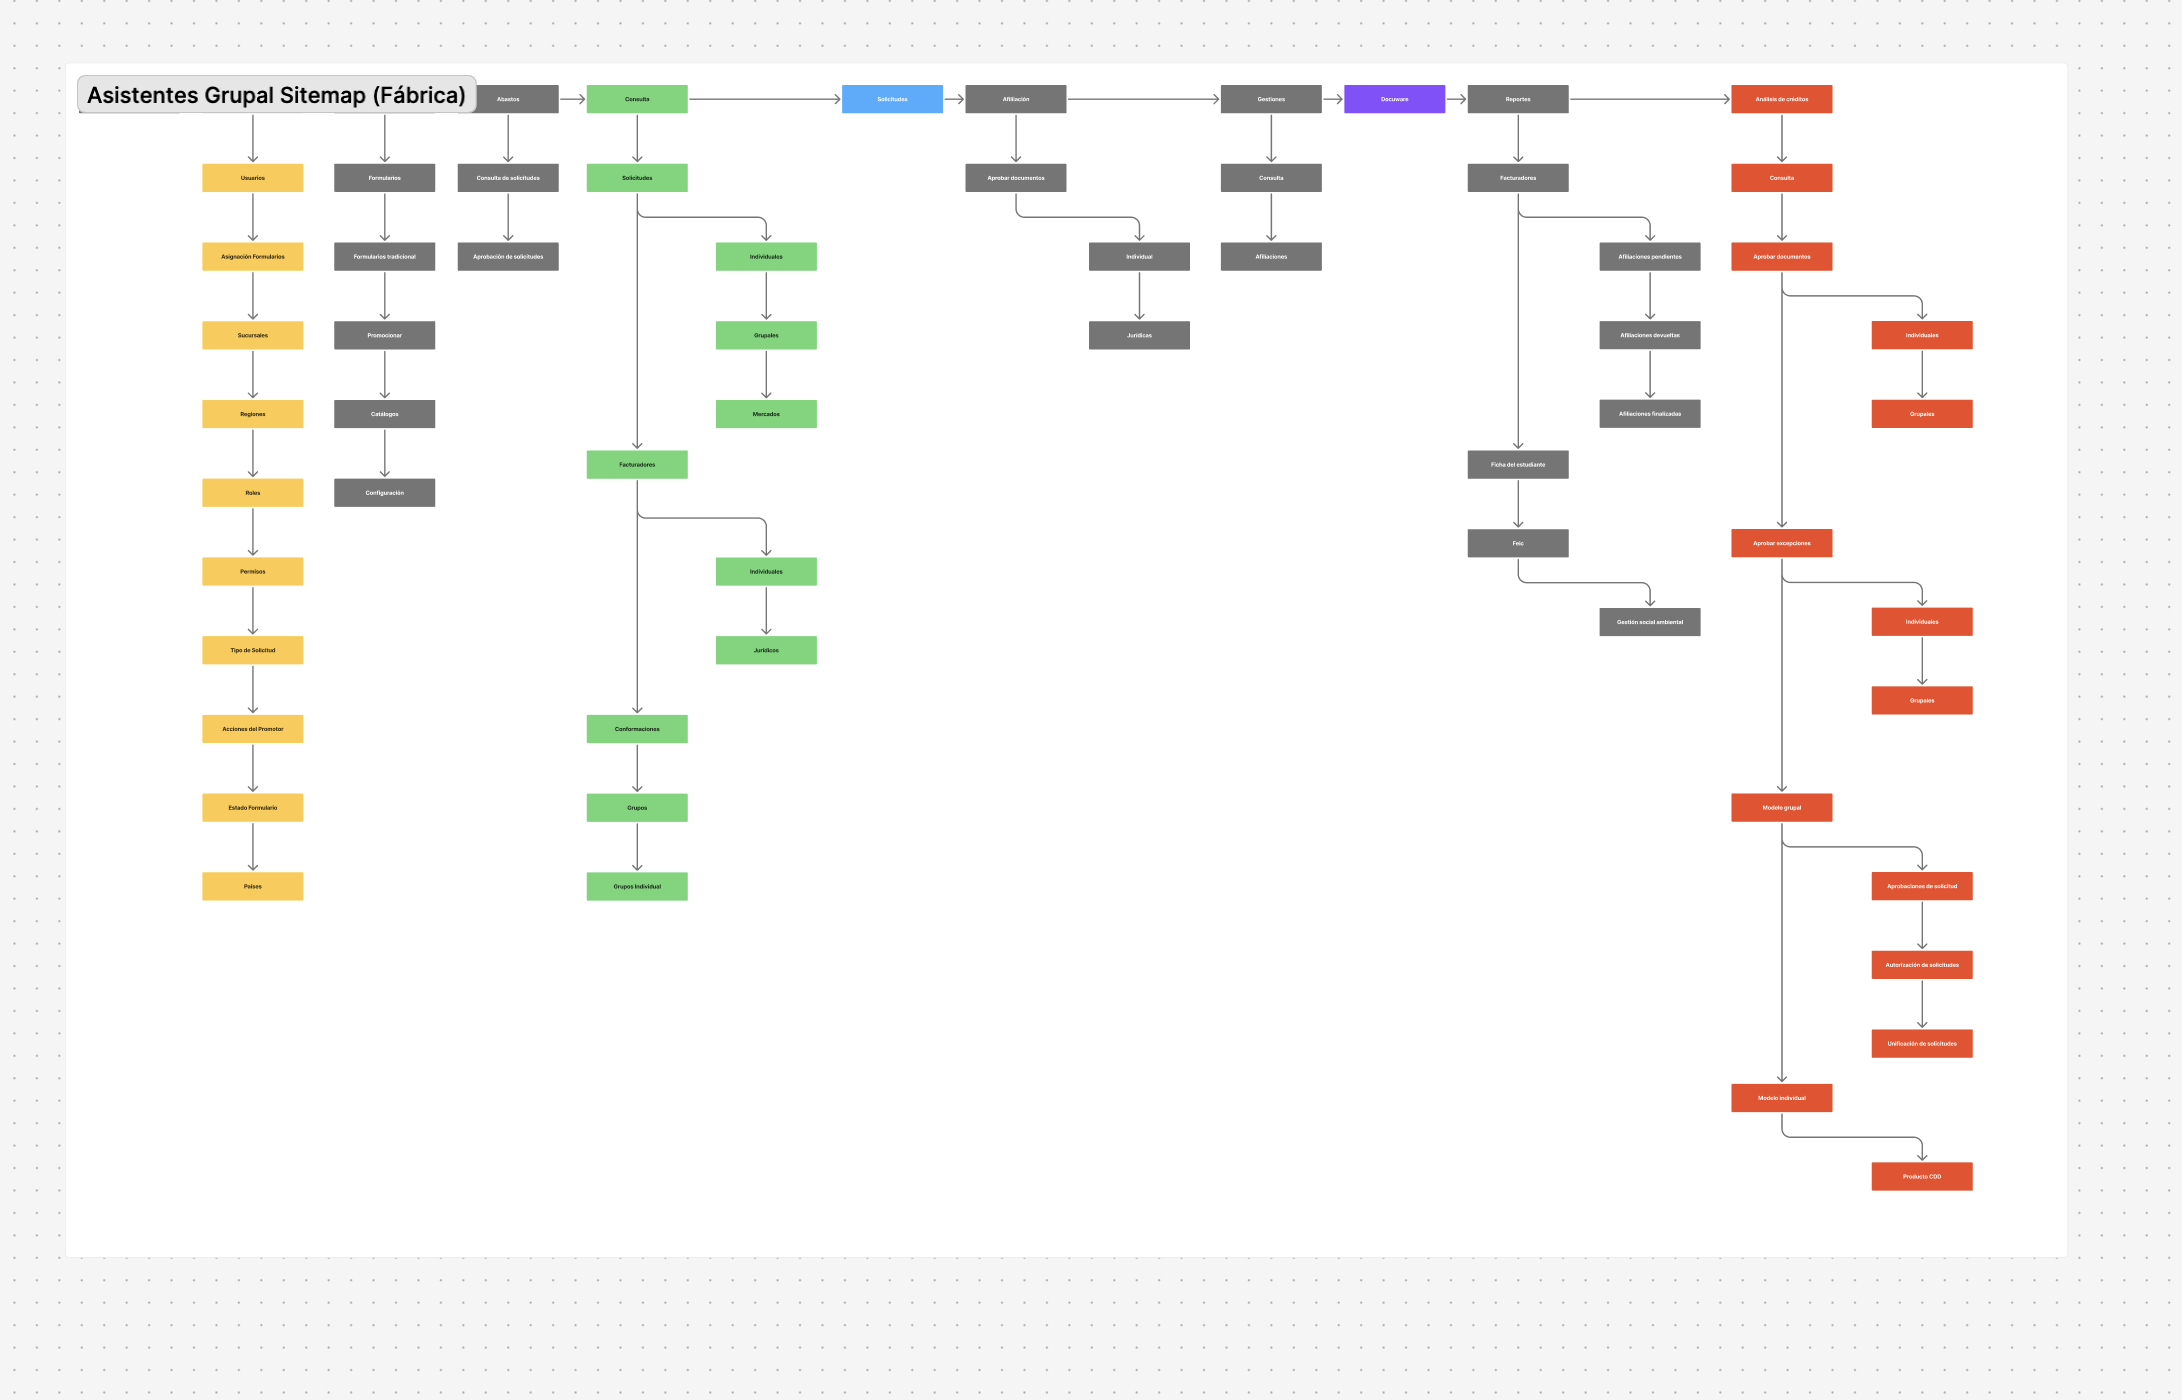 Asistentes Grupal Sitemap (Fábrica)
Abastos
Consulta
Solicitudes
Afiliación
Gestiones
Docuware
Reportes
Análisis de créditos
Usuarios
Formularios
Consulta de solicitudes
Solicitudes
Aprobar documentos
Consulta
Facturadores
Consulta
Asignación Formularios
Formularios tradicional
Aprobación de solicitudes
Individuales
Individual
Afiliaciones
Afiliaciones pendientes
Aprobar documentos
Sucursales
Promocionar
Grupales
Jurídicas
Afiliaciones devueltas
Individuales
Regiones
Catálogos
Mercados
Afiliaciones finalizadas
Grupales
Facturadores
Ficha del estudiante
Roles
Configuración
Feic
Aprobar excepciones
Permisos
Individuales
Gestión social ambiental
Individuales
Tipo de Solicitud
Jurídicos
Grupales
Acciones del Promotor
Conformaciones
Estado Formulario
Grupos
Modelo grupal
Países
Grupos Individual
Aprobaciones de solicitud
Autorización de solicitudes
Unificación de solicitudes
Modelo individual
Producto CDD